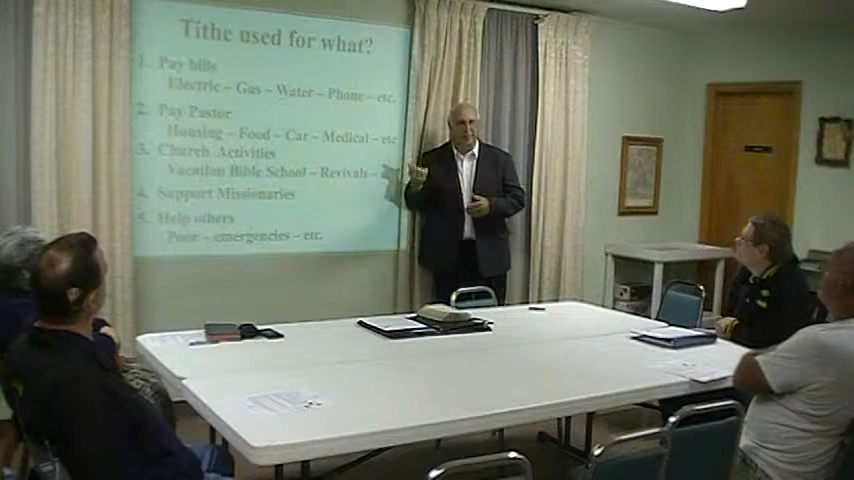 Tithe used for what?
1. Pay bills
Electric – Gas – Water – Phone – etc.
2. Pay Pastor
Housing – Food – Car – Medical – etc
3. Church Activities
Vacation Bible School – Revivals –
4. Support Missionaries
5. Help others
Poor – emergencies – etc.